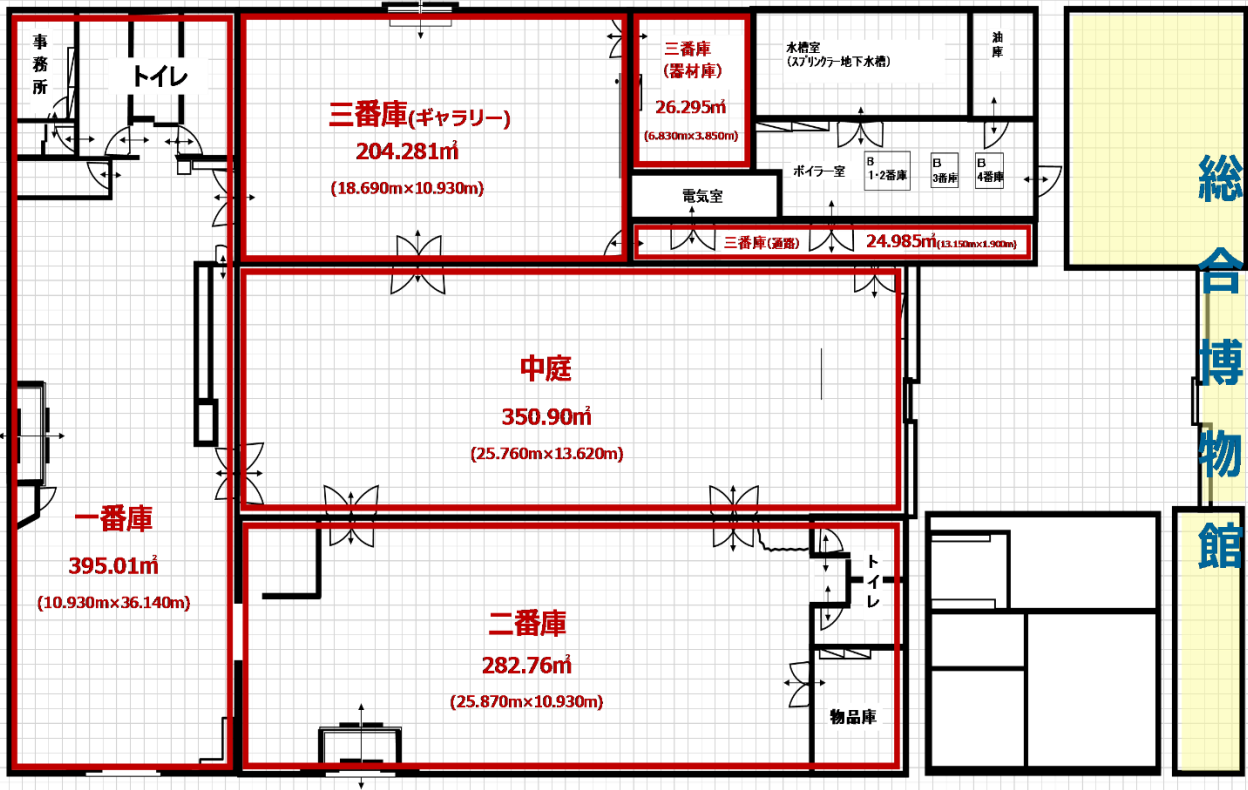 事務所
トイレ
三番庫(ギャラリー)
204.281㎡
(18.690m×10.930m)
三番庫
(器材庫)
26.295㎡
(6.830m×3.850m)
水槽室
(スプリンクラー地下水槽)
油庫
ボイラー室
B
1・2番庫
B
3番庫
B
4番庫
電気室
三番庫(通路)
24.985㎡(13.150m×1.900m)
総合博物館
中庭
350.90㎡
(25.760m×13.620m)
一番庫
395.01㎡
(10.930m×36.140m)
二番庫
282.76㎡
(25.870m×10.930m)
トイレ
物品庫